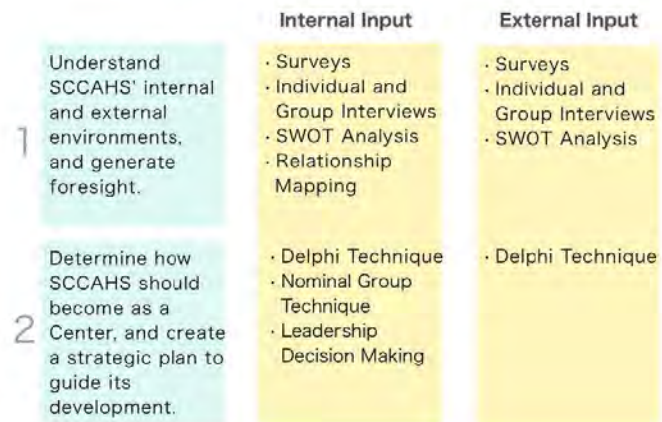 Internal Input
External Input
1
Understand
SCCAHS' internal
and external
environments,
and generate
foresight.
· Surveys
· Individual and
Group Interviews
· SWOT Analysis
· Relationship
Mapping
· Surveys
· Individual and
Group Interviews
· SWOT Analysis
2
Determine how
SCCAHS should
become as a
Center, and create
a strategic plan to
guide its
development.
· Delphi Technique
· Nominal Group
Technique
· Leadership
Decision Making
· Delphi Technique